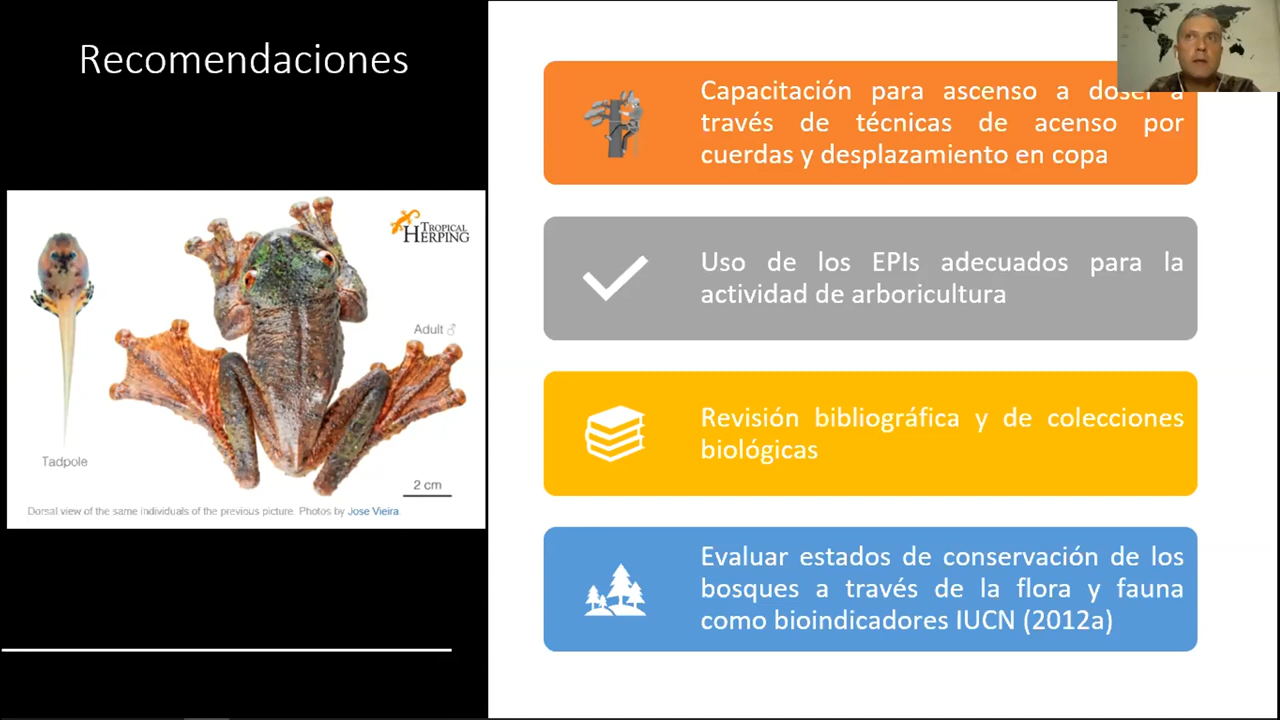 Recomendaciones
TROPICAL
HERPING
Adult ♂
Tadpole
2 cm
Dorsal view of the same individuals of the previous picture. Photos by Jose Vieira.
Capacitación para ascenso a dosel a
través de técnicas de acenso por
cuerdas y desplazamiento en copa
Uso de los EPIs adecuados para la
actividad de arboricultura
Revisión bibliográfica y de colecciones
biológicas
Evaluar estados de conservación de los
bosques a través de la flora y fauna
como bioindicadores IUCN (2012a)